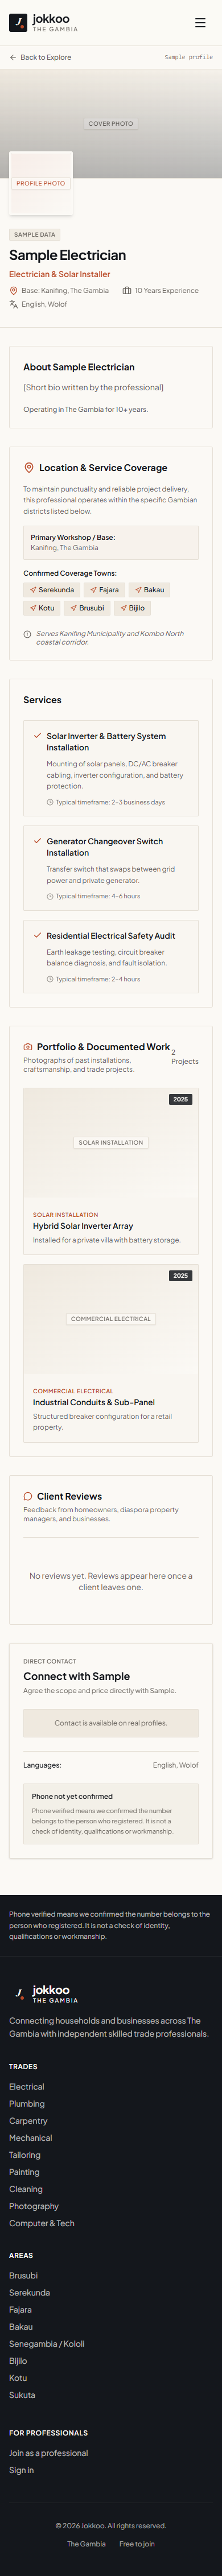 jokkoo
THE GAMBIA
Back to Explore
Sample profile
COVER PHOTO
PROFILE PHOTO
SAMPLE DATA
Sample Electrician
Electrician & Solar Installer
Base: Kanifing, The Gambia
10 Years Experience
English, Wolof
About Sample Electrician
[Short bio written by the professional]
Operating in The Gambia for 10+ years.
Location & Service Coverage
To maintain punctuality and reliable project delivery,
this professional operates within the specific Gambian
districts listed below.
Primary Workshop / Base:
Kanifing, The Gambia
Confirmed Coverage Towns:
Serekunda
Fajara
Bakau
Kotu
Brusubi
Bijilo
Serves Kanifing Municipality and Kombo North
coastal corridor.
Services
Solar Inverter & Battery System
Installation
Mounting of solar panels, DC/AC breaker
cabling, inverter configuration, and battery
protection.
Typical timeframe: 2–3 business days
Generator Changeover Switch
Installation
Transfer switch that swaps between grid
power and private generator.
Typical timeframe: 4–6 hours
Residential Electrical Safety Audit
Earth leakage testing, circuit breaker
balance diagnosis, and fault isolation.
Typical timeframe: 2–4 hours
Portfolio & Documented Work
Photographs of past installations,
craftsmanship, and trade projects.
2
Projects
2025
SOLAR INSTALLATION
SOLAR INSTALLATION
Hybrid Solar Inverter Array
Installed for a private villa with battery storage.
2025
COMMERCIAL ELECTRICAL
COMMERCIAL ELECTRICAL
Industrial Conduits & Sub-Panel
Structured breaker configuration for a retail
property.
Client Reviews
Feedback from homeowners, diaspora property
managers, and businesses.
No reviews yet. Reviews appear here once a
client leaves one.
DIRECT CONTACT
Connect with Sample
Agree the scope and price directly with Sample.
Contact is available on real profiles.
Languages:
English, Wolof
Phone not yet confirmed
Phone verified means we confirmed the number
belongs to the person who registered. It is not a
check of identity, qualifications or workmanship.
Phone verified means we confirmed the number belongs to the
person who registered. It is not a check of identity,
qualifications or workmanship.
jokkoo
THE GAMBIA
Connecting households and businesses across The
Gambia with independent skilled trade professionals.
TRADES
Electrical
Plumbing
Carpentry
Mechanical
Tailoring
Painting
Cleaning
Photography
Computer & Tech
AREAS
Brusubi
Serekunda
Fajara
Bakau
Senegambia / Kololi
Bijilo
Kotu
Sukuta
FOR PROFESSIONALS
Join as a professional
Sign in
© 2026 Jokkoo. All rights reserved.
The Gambia
Free to join